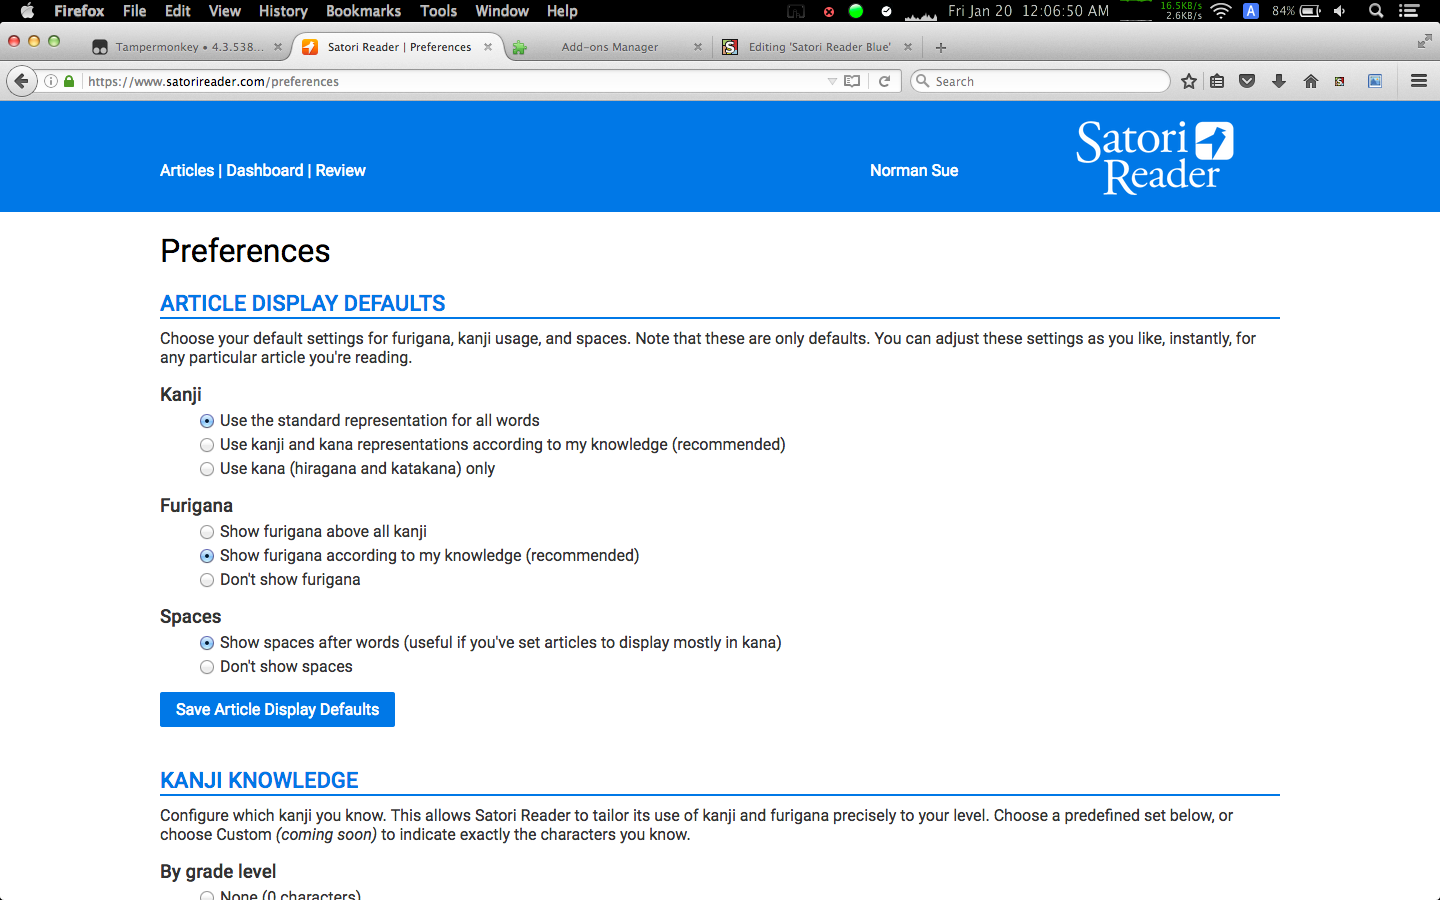 Firefox File Edit View History Bookmarks Tools Window Help Fri Jan 20 12:06:50 AM 16.5KB/s 2.6KB/s A 84%
Tampermonkey • 4.3.538... Satori Reader | Preferences Add-ons Manager Editing 'Satori Reader Blue'
https://www.satorireader.com/preferences Search
Satori
Reader
Articles | Dashboard | Review Norman Sue
Preferences
ARTICLE DISPLAY DEFAULTS
Choose your default settings for furigana, kanji usage, and spaces. Note that these are only defaults. You can adjust these settings as you like, instantly, for
any particular article you're reading.
Kanji
Use the standard representation for all words
Use kanji and kana representations according to my knowledge (recommended)
Use kana (hiragana and katakana) only
Furigana
Show furigana above all kanji
Show furigana according to my knowledge (recommended)
Don't show furigana
Spaces
Show spaces after words (useful if you've set articles to display mostly in kana)
Don't show spaces
Save Article Display Defaults
KANJI KNOWLEDGE
Configure which kanji you know. This allows Satori Reader to tailor its use of kanji and furigana precisely to your level. Choose a predefined set below, or
choose Custom (coming soon) to indicate exactly the characters you know.
By grade level
None (0 characters)